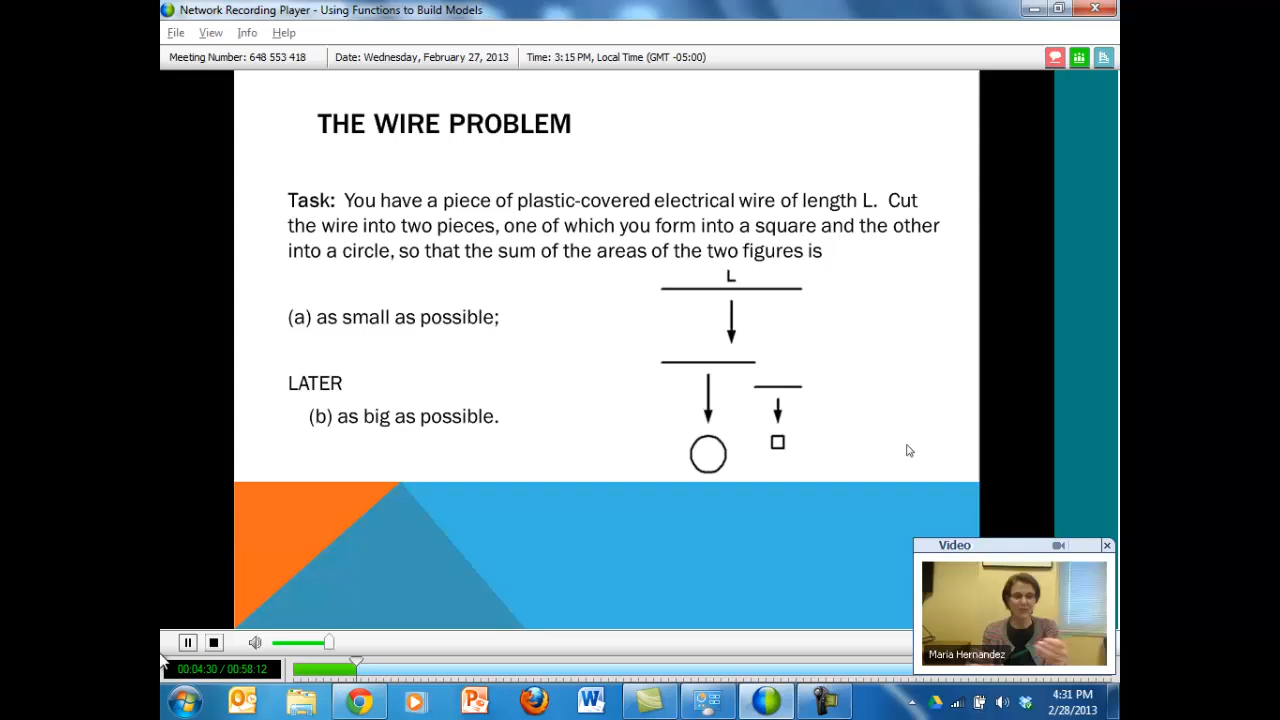 Network Recording Player - Using Functions to Build Models
File View Info Help
Meeting Number: 648 553 418 Date: Wednesday, February 27, 2013 Time: 3:15 PM, Local Time (GMT -05:00)
THE WIRE PROBLEM
Task: You have a piece of plastic-covered electrical wire of length L. Cut
the wire into two pieces, one of which you form into a square and the other
into a circle, so that the sum of the areas of the two figures is
L
(a) as small as possible;
LATER
(b) as big as possible.
Video
Maria Hernandez
00:04:30 / 00:58:12
4:31 PM
2/28/2013